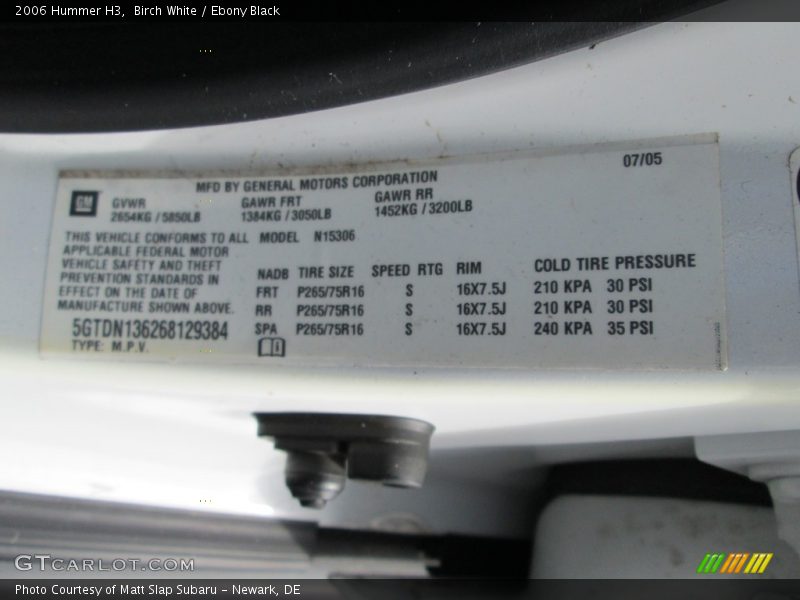 2006 Hummer H3, Birch White / Ebony Black
07/05
MFD BY GENERAL MOTORS CORPORATION
GM GVWR GAWR FRT GAWR RR
2654KG / 5850LB 1384KG / 3050LB 1452KG / 3200LB
THIS VEHICLE CONFORMS TO ALL MODEL N15306
APPLICABLE FEDERAL MOTOR
VEHICLE SAFETY AND THEFT
PREVENTION STANDARDS IN
EFFECT ON THE DATE OF
MANUFACTURE SHOWN ABOVE.
NADB TIRE SIZE SPEED RTG RIM COLD TIRE PRESSURE
FRT P265/75R16 S 16X7.5J 210 KPA 30 PSI
RR P265/75R16 S 16X7.5J 210 KPA 30 PSI
SPA P265/75R16 S 16X7.5J 240 KPA 35 PSI
5GTDN136268129384
TYPE: M.P.V.
GTCARLOT.COM
Photo Courtesy of Matt Slap Subaru - Newark, DE